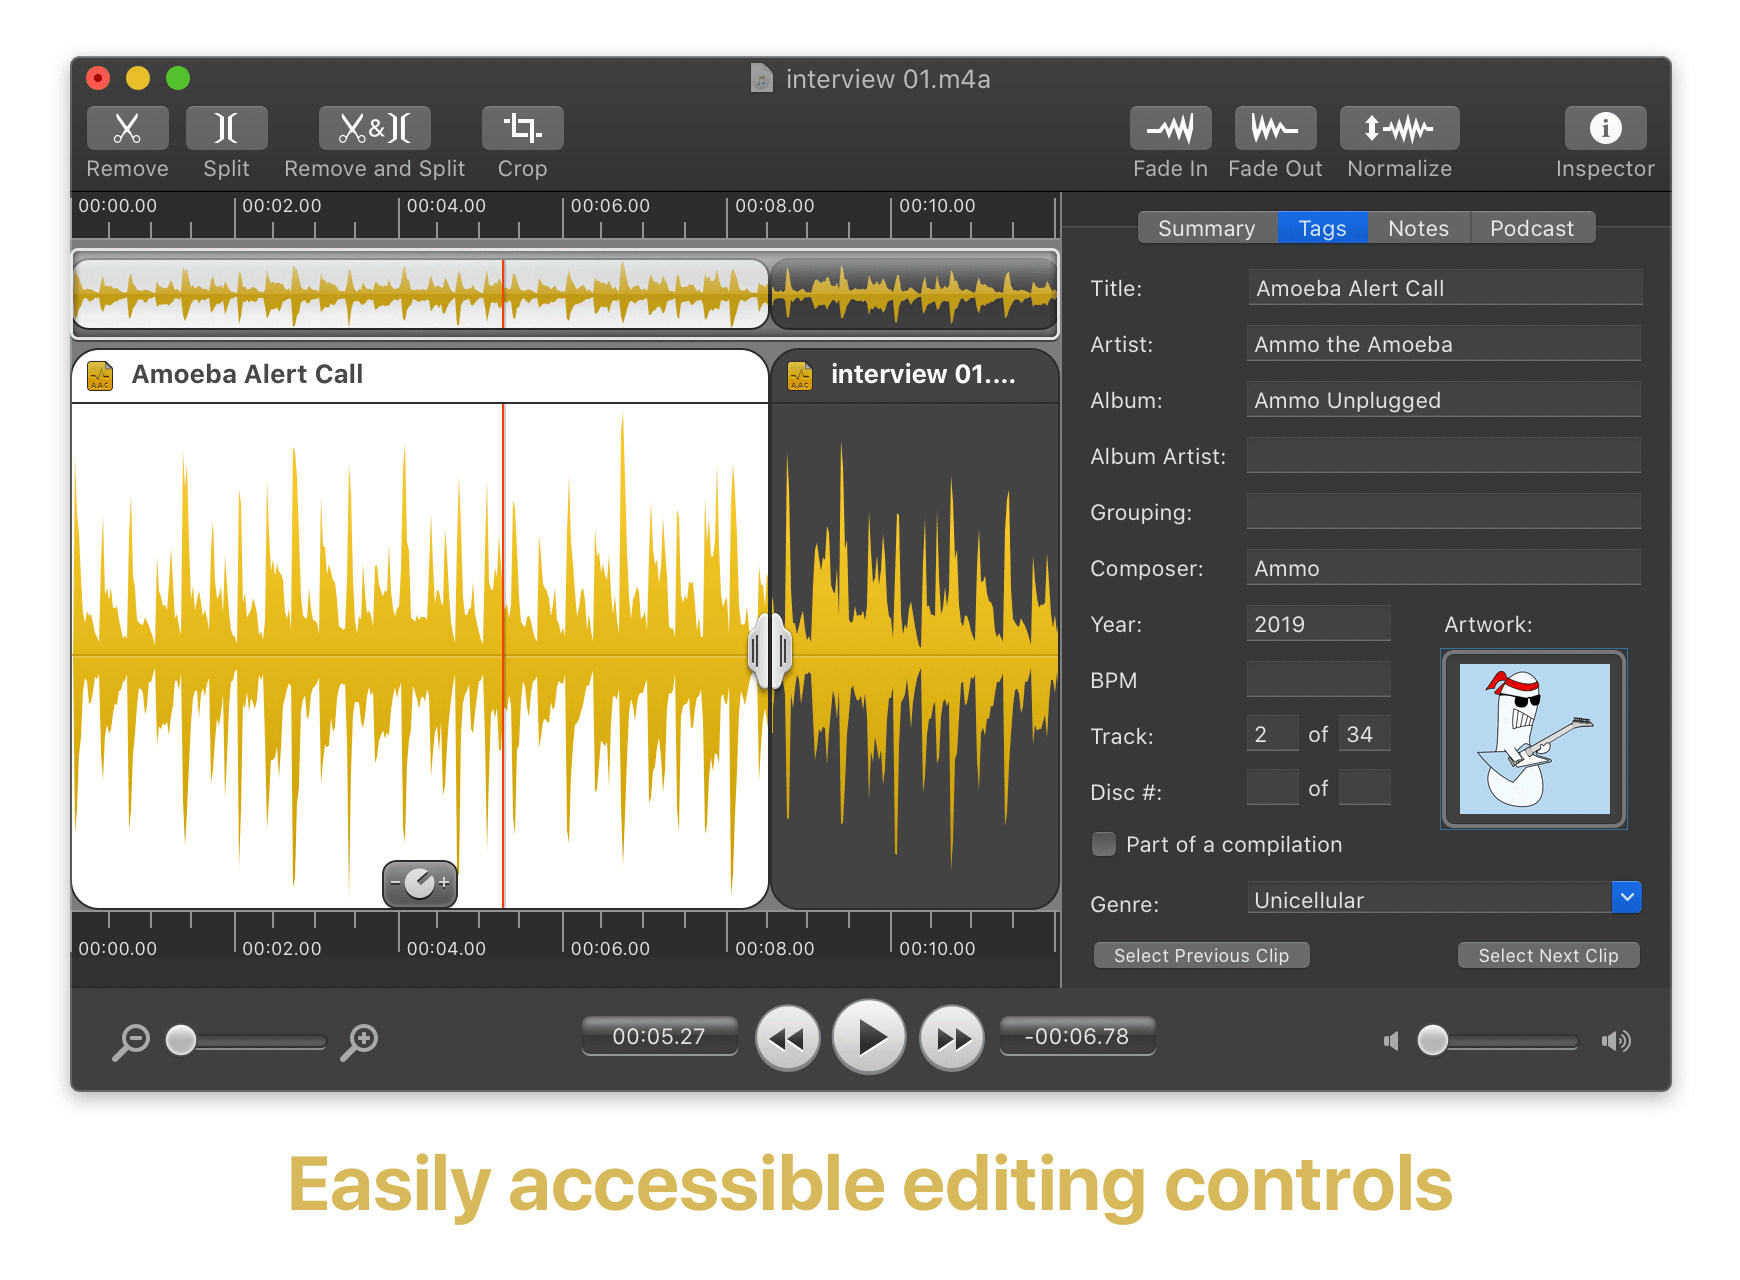 interview 01.m4a
&
Remove Split Remove and Split Crop Fade In Fade Out Normalize Inspector
00:00.00 00:02.00 00:04.00 00:06.00 00:08.00 00:10.00
Summary Tags Notes Podcast
Title: Amoeba Alert Call
Artist: Ammo the Amoeba
Album: Ammo Unplugged
Album Artist:
Grouping:
Composer: Ammo
Year: 2019 Artwork:
BPM
Track: 2 of 34
Disc #: of
Part of a compilation
Genre: Unicellular
Select Previous Clip Select Next Clip
AAC Amoeba Alert Call
AAC interview 01....
00:00.00 00:02.00 00:04.00 00:06.00 00:08.00 00:10.00
00:05.27 -00:06.78
Easily accessible editing controls